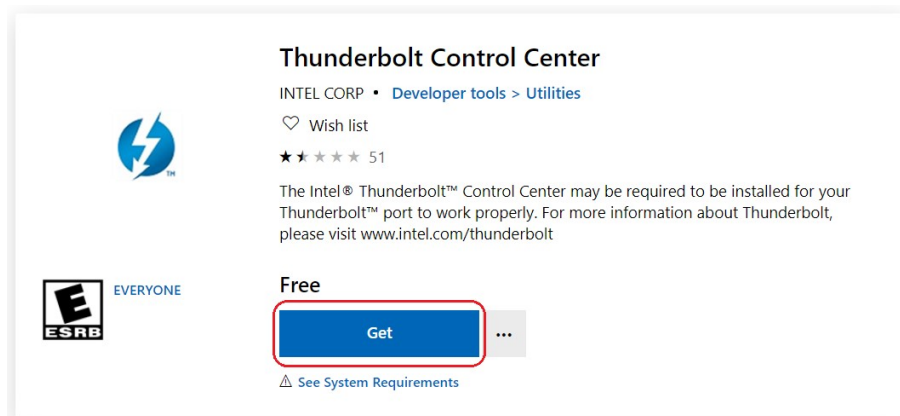 Thunderbolt Control Center
INTEL CORP • Developer tools > Utilities
Wish list
51
The Intel® Thunderbolt™ Control Center may be required to be installed for your
Thunderbolt™ port to work properly. For more information about Thunderbolt,
please visit www.intel.com/thunderbolt
TM
Free
E
ESRB
EVERYONE
Get ...
See System Requirements